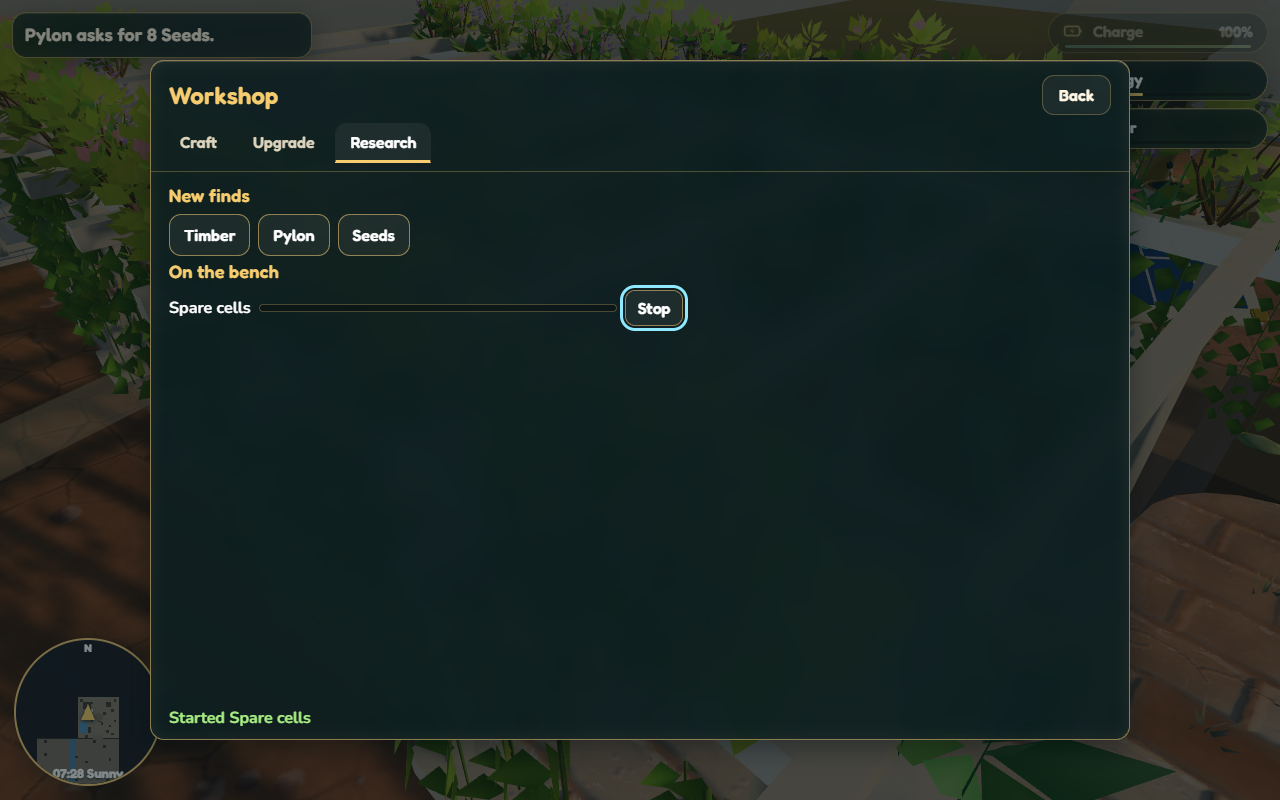 Pylon asks for 8 Seeds.
Charge 100%
Workshop
Back
Craft Upgrade Research
New finds
Timber Pylon Seeds
On the bench
Spare cells Stop
Started Spare cells
N
07:28 Sunny